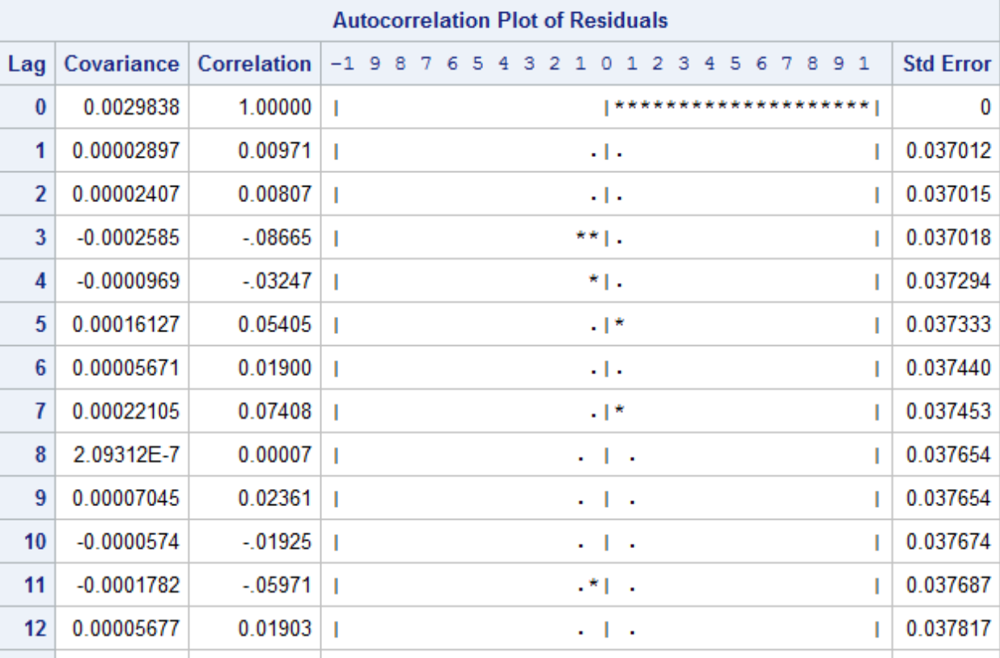 Autocorrelation Plot of Residuals
Lag Covariance Correlation -1 9 8 7 6 5 4 3 2 1 0 1 2 3 4 5 6 7 8 9 1 Std Error
0 0.0029838 1.00000 | |********************| 0
1 0.00002897 0.00971 | .|. | 0.037012
2 0.00002407 0.00807 | .|. | 0.037015
3 -0.0002585 -.08665 | **|. | 0.037018
4 -0.0000969 -.03247 | *|. | 0.037294
5 0.00016127 0.05405 | .|* | 0.037333
6 0.00005671 0.01900 | .|. | 0.037440
7 0.00022105 0.07408 | .|* | 0.037453
8 2.09312E-7 0.00007 | . | . | 0.037654
9 0.00007045 0.02361 | . | . | 0.037654
10 -0.0000574 -.01925 | . | . | 0.037674
11 -0.0001782 -.05971 | .*| . | 0.037687
12 0.00005677 0.01903 | . | . | 0.037817